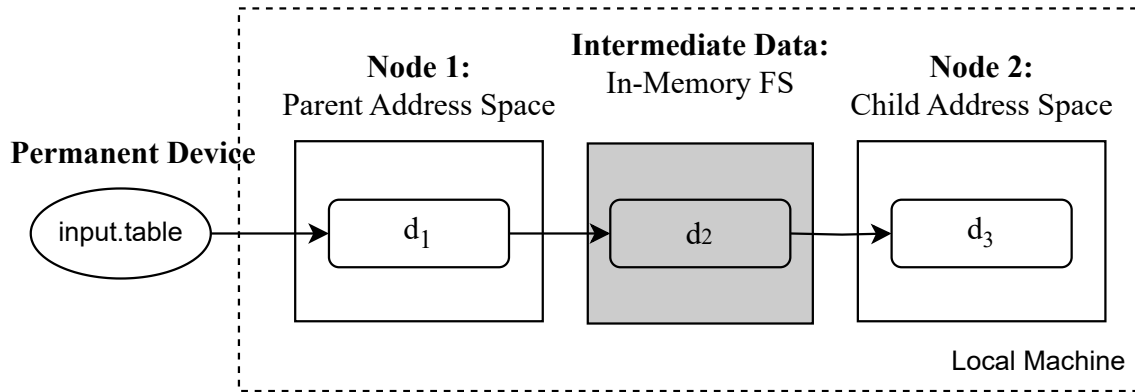 Intermediate Data:
In-Memory FS
Node 1:
Parent Address Space
Node 2:
Child Address Space
Permanent Device
input.table
d1
d2
d3
Local Machine